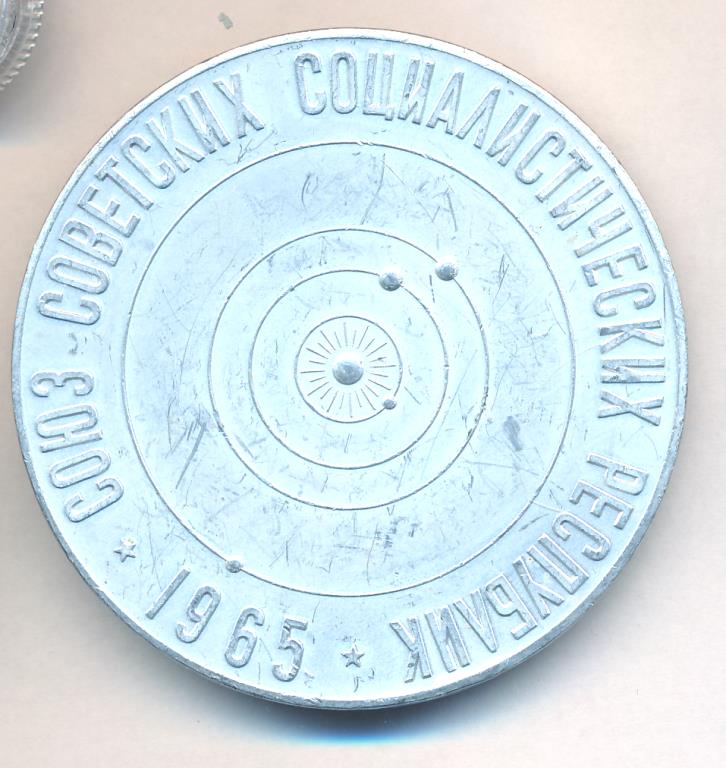 СОЮЗ СОВЕТСКИХ СОЦИАЛИСТИЧЕСКИХ РЕСПУБЛИК
1965